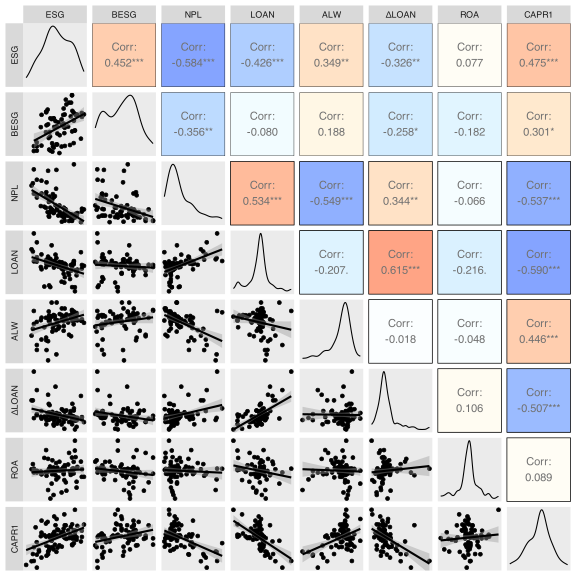 ESG BESG NPL LOAN ALW ΔLOAN ROA CAPR1
ESG
Corr: Corr: Corr: Corr: Corr: Corr: Corr:
0.452*** -0.584*** -0.426*** 0.349** -0.326** 0.077 0.475***
BESG
Corr: Corr: Corr: Corr: Corr: Corr:
-0.356** -0.080 0.188 -0.258* -0.182 0.301*
NPL
Corr: Corr: Corr: Corr: Corr:
0.534*** -0.549*** 0.344** -0.066 -0.537***
LOAN
Corr: Corr: Corr: Corr:
-0.207. 0.615*** -0.216. -0.590***
ALW
Corr: Corr: Corr:
-0.018 -0.048 0.446***
ΔLOAN
Corr: Corr:
0.106 -0.507***
ROA
Corr:
0.089
CAPR1